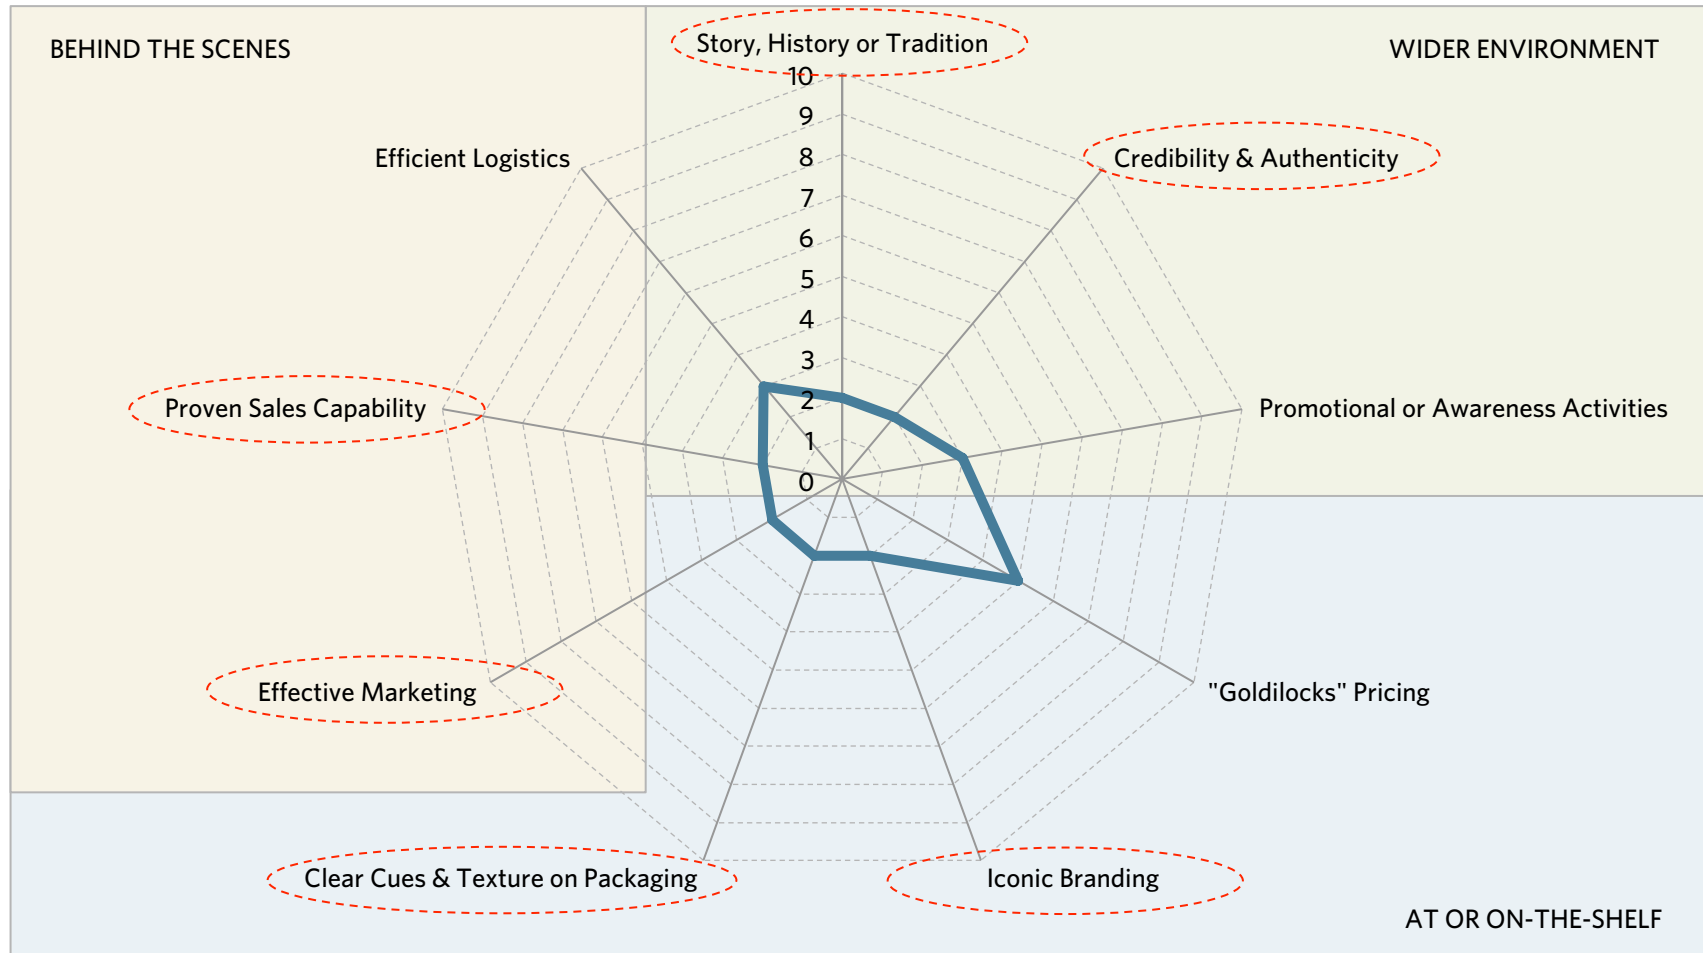 BEHIND THE SCENES
Story, History or Tradition
WIDER ENVIRONMENT
10
9
8
7
6
5
4
3
2
1
0
Efficient Logistics
Credibility & Authenticity
Proven Sales Capability
Promotional or Awareness Activities
Effective Marketing
"Goldilocks" Pricing
Clear Cues & Texture on Packaging
Iconic Branding
AT OR ON-THE-SHELF